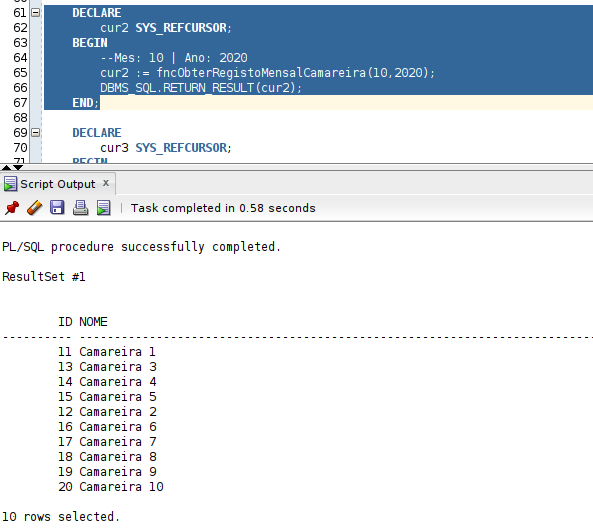 61 DECLARE
62 cur2 SYS_REFCURSOR;
63 BEGIN
64 --Mes: 10 | Ano: 2020
65 cur2 := fncObterRegistoMensalCamareira(10,2020);
66 DBMS_SQL.RETURN_RESULT(cur2);
67 END;
68
69 DECLARE
70 cur3 SYS_REFCURSOR;
71 BEGIN
Script Output x
Task completed in 0.58 seconds
PL/SQL procedure successfully completed.
ResultSet #1
ID NOME
---------- --------------------------------------------------------------------------
11 Camareira 1
13 Camareira 3
14 Camareira 4
15 Camareira 5
12 Camareira 2
16 Camareira 6
17 Camareira 7
18 Camareira 8
19 Camareira 9
20 Camareira 10
10 rows selected.